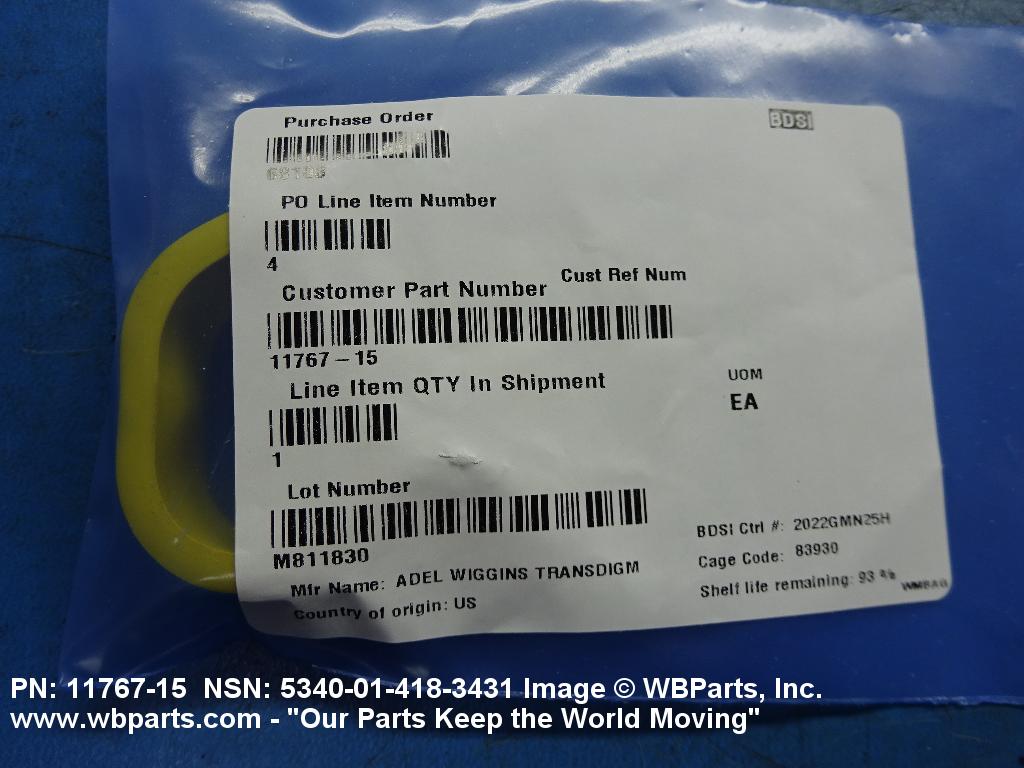 Purchase Order
BDSI
PO Line Item Number
4
Cust Ref Num
Customer Part Number
11767-15
Line Item QTY In Shipment
UOM
EA
1
Lot Number
M811830
BDSI Ctrl #: 2022GMN25H
Mfr Name: ADEL WIGGINS TRANSDIGM
Cage Code: 83930
Country of origin: US
Shelf life remaining: 93 %
PN: 11767-15 NSN: 5340-01-418-3431 Image © WBParts, Inc.
www.wbparts.com - "Our Parts Keep the World Moving"